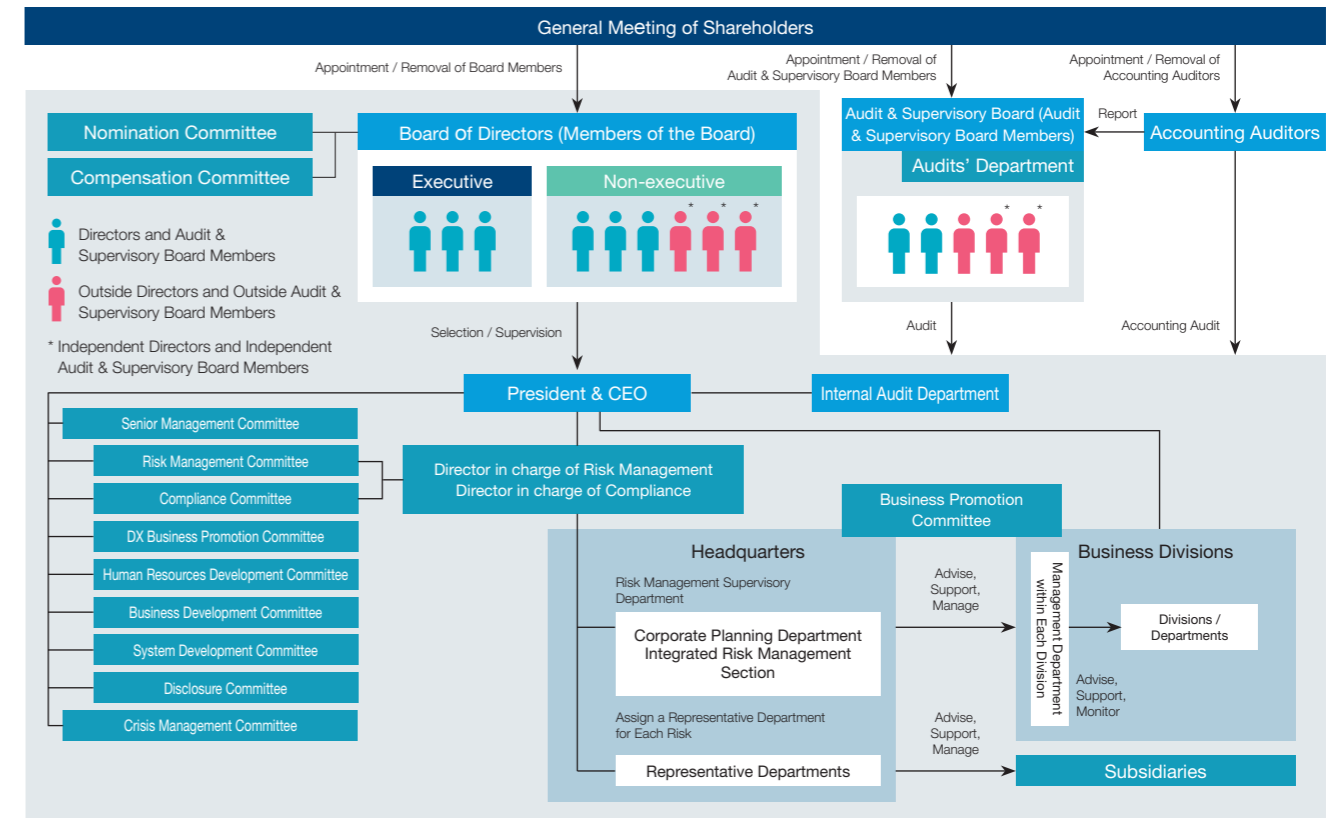 General Meeting of Shareholders
Appointment / Removal of Board Members
Appointment / Removal of
Audit & Supervisory Board Members
Appointment / Removal of
Accounting Auditors
Nomination Committee
Compensation Committee
Board of Directors (Members of the Board)
Executive
Non-executive
* * *
Audit & Supervisory Board (Audit
& Supervisory Board Members)
Audits’ Department
* *
Report
Accounting Auditors
Directors and Audit &
Supervisory Board Members
Outside Directors and Outside Audit &
Supervisory Board Members
* Independent Directors and Independent
Audit & Supervisory Board Members
Selection / Supervision
Audit
Accounting Audit
President & CEO
Internal Audit Department
Senior Management Committee
Risk Management Committee
Compliance Committee
DX Business Promotion Committee
Human Resources Development Committee
Business Development Committee
System Development Committee
Disclosure Committee
Crisis Management Committee
Director in charge of Risk Management
Director in charge of Compliance
Business Promotion
Committee
Headquarters
Risk Management Supervisory
Department
Corporate Planning Department
Integrated Risk Management
Section
Assign a Representative Department
for Each Risk
Representative Departments
Advise,
Support,
Manage
Advise,
Support,
Manage
Business Divisions
Management Department
within Each Division
Divisions /
Departments
Advise,
Support,
Monitor
Subsidiaries